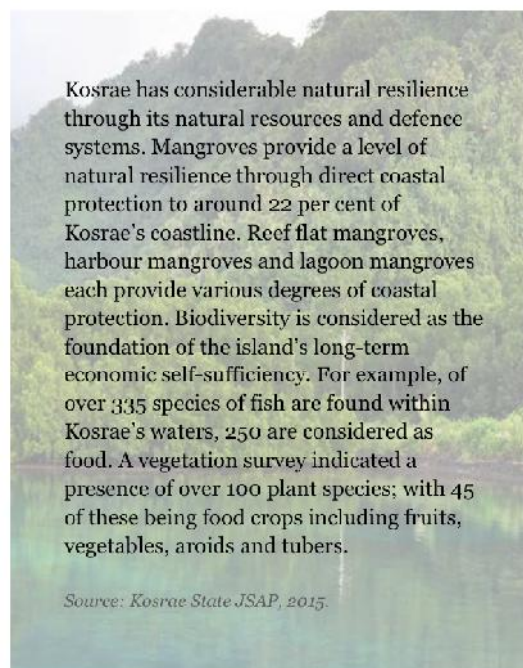 Kosrae has considerable natural resilience
through its natural resources and defence
systems. Mangroves provide a level of
natural resilience through direct coastal
protection to around 22 per cent of
Kosrae's coastline. Reef flat mangroves,
harbour mangroves and lagoon mangroves
each provide various degrees of coastal
protection. Biodiversity is considered as the
foundation of the island's long-term
economic self-sufficiency. For example, of
over 335 species of fish are found within
Kosrae's waters, 250 are considered as
food. A vegetation survey indicated a
presence of over 100 plant species; with 45
of these being food crops including fruits,
vegetables, aroids and tubers.
Source: Kosrae State JSAP, 2015.